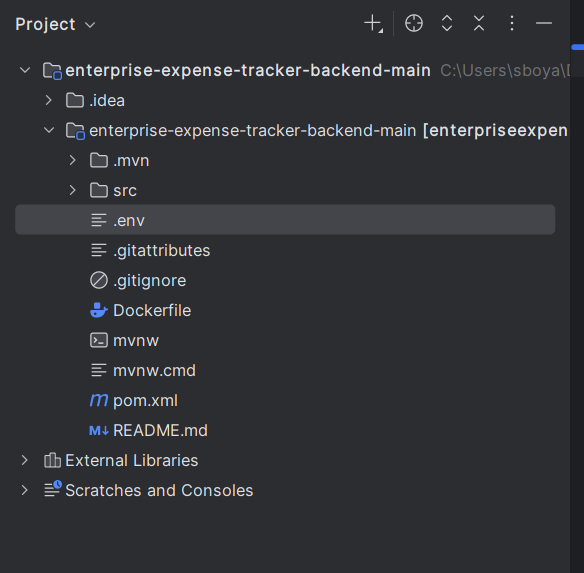 Project
enterprise-expense-tracker-backend-main C:\Users\sboya\
.idea
enterprise-expense-tracker-backend-main [enterpriseexpen
.mvn
src
.env
.gitattributes
.gitignore
Dockerfile
mvnw
mvnw.cmd
pom.xml
README.md
External Libraries
Scratches and Consoles